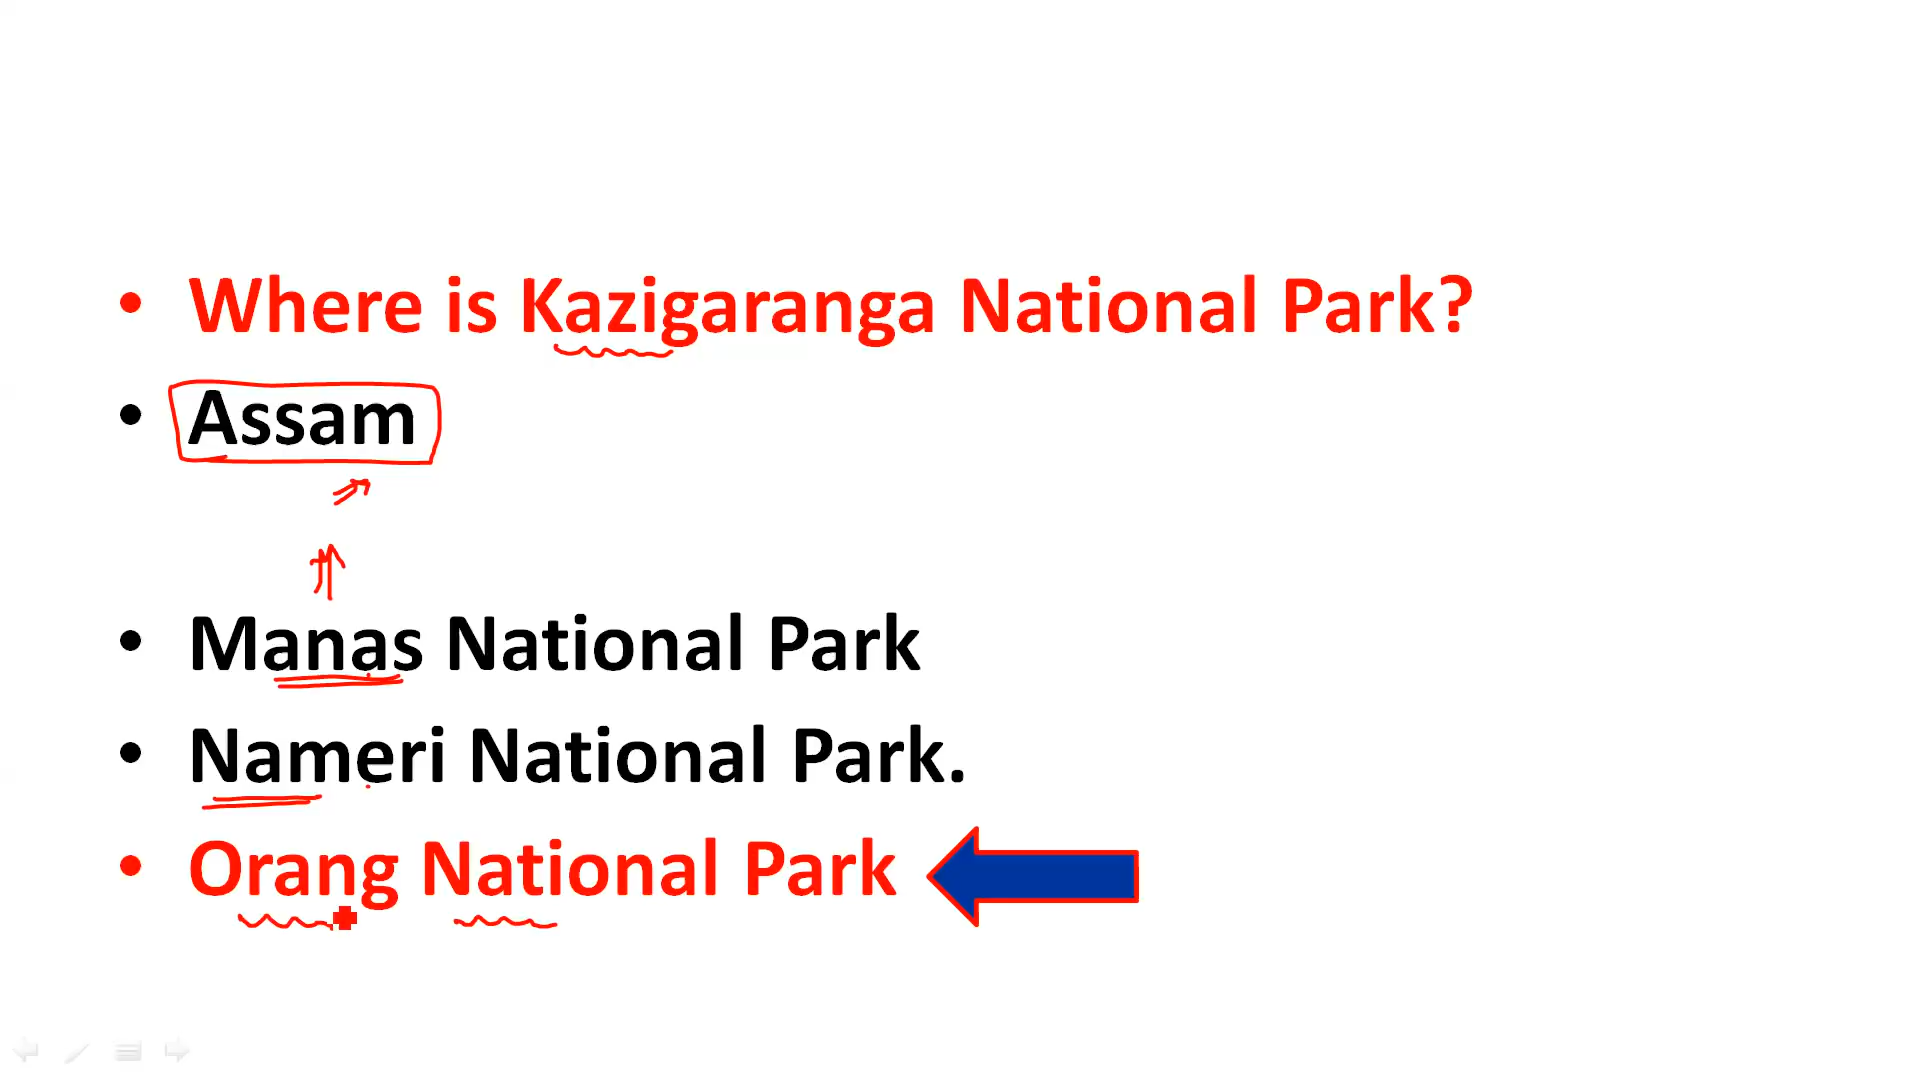 • Where is Kazigaranga National Park?
• Assam
• Manas National Park
• Nameri National Park.
• Orang National Park